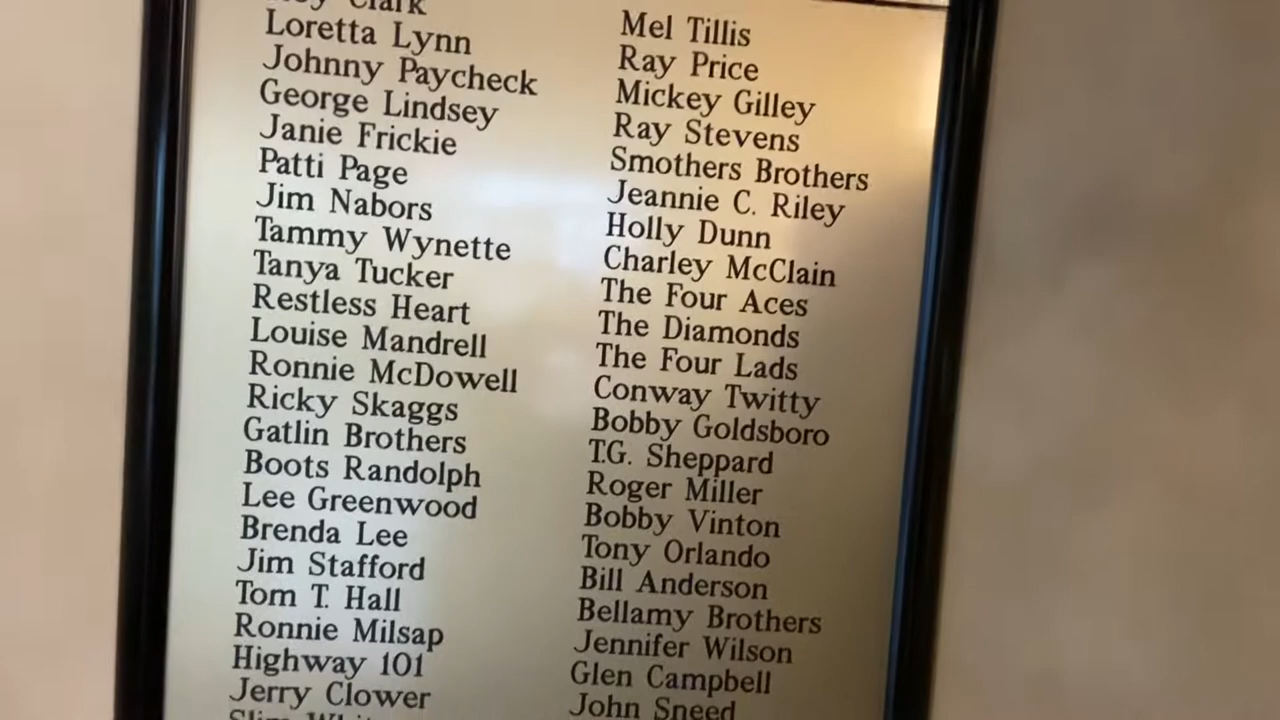 Clark
Loretta Lynn
Johnny Paycheck
George Lindsey
Janie Frickie
Patti Page
Jim Nabors
Tammy Wynette
Tanya Tucker
Restless Heart
Louise Mandrell
Ronnie McDowell
Ricky Skaggs
Gatlin Brothers
Boots Randolph
Lee Greenwood
Brenda Lee
Jim Stafford
Tom T. Hall
Ronnie Milsap
Highway 101
Jerry Clower
Mel Tillis
Ray Price
Mickey Gilley
Ray Stevens
Smothers Brothers
Jeannie C. Riley
Holly Dunn
Charley McClain
The Four Aces
The Diamonds
The Four Lads
Conway Twitty
Bobby Goldsboro
T.G. Sheppard
Roger Miller
Bobby Vinton
Tony Orlando
Bill Anderson
Bellamy Brothers
Jennifer Wilson
Glen Campbell
John Sneed